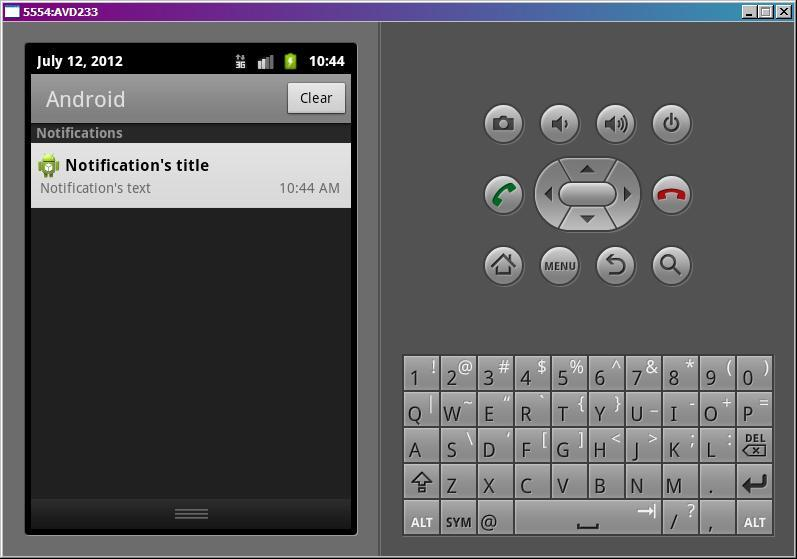 5554:AVD233
July 12, 2012 3G 10:44
Android Clear
Notifications
Notification's title
Notification's text 10:44 AM
MENU
1 ! 2 @ 3 # 4 $ 5 % 6 ^ 7 & 8 * 9 ( 0 )
Q | W ~ E “ R ` T { Y } U _ I - O + P =
A S \ D ‘ F [ G ] H < J > K ; L : DEL
Z X C V B N M .
ALT SYM @ / ? , ALT